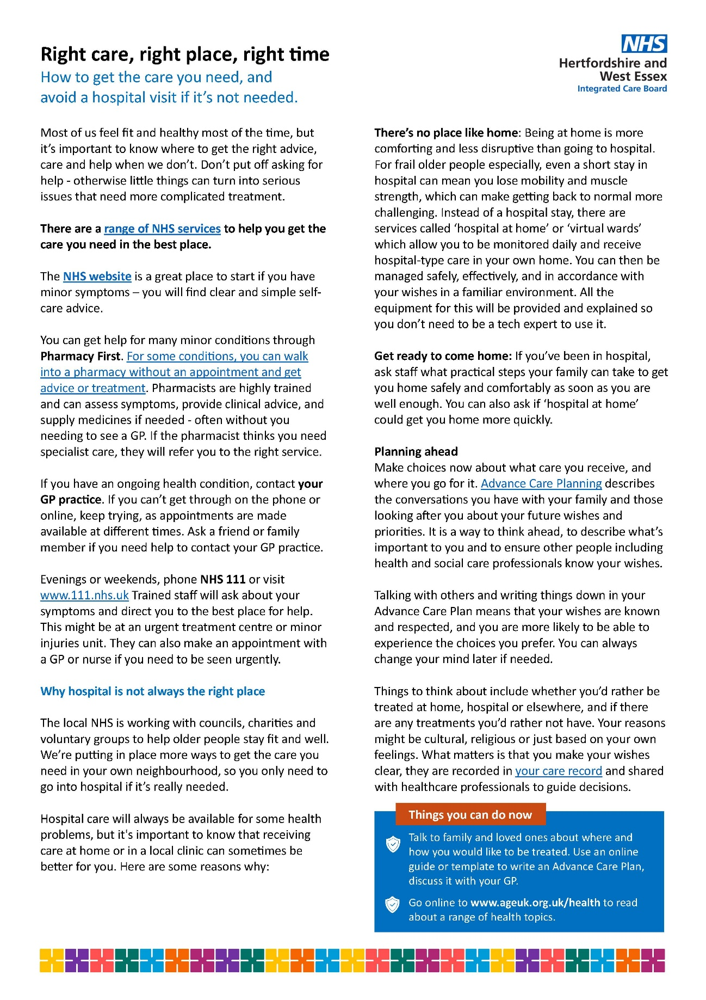 Right care, right place, right time
How to get the care you need, and
avoid a hospital visit if it's not needed.
NHS
Hertfordshire and
West Essex
Integrated Care Board
Most of us feel fit and healthy most of the time, but
it's important to know where to get the right advice,
care and help when we don't. Don't put off asking for
help - otherwise little things can turn into serious
issues that need more complicated treatment.
There are a range of NHS services to help you get the
care you need in the best place.
The NHS website is a great place to start if you have
minor symptoms – you will find clear and simple self-
care advice.
You can get help for many minor conditions through
Pharmacy First. For some conditions, you can walk
into a pharmacy without an appointment and get
advice or treatment. Pharmacists are highly trained
and can assess symptoms, provide clinical advice, and
supply medicines if needed - often without you
needing to see a GP. If the pharmacist thinks you need
specialist care, they will refer you to the right service.
If you have an ongoing health condition, contact your
GP practice. If you can't get through on the phone or
online, keep trying, as appointments are made
available at different times. Ask a friend or family
member if you need help to contact your GP practice.
Evenings or weekends, phone NHS 111 or visit
www.111.nhs.uk Trained staff will ask about your
symptoms and direct you to the best place for help.
This might be at an urgent treatment centre or minor
injuries unit. They can also make an appointment with
a GP or nurse if you need to be seen urgently.
Why hospital is not always the right place
The local NHS is working with councils, charities and
voluntary groups to help older people stay fit and well.
We're putting in place more ways to get the care you
need in your own neighbourhood, so you only need to
go into hospital if it's really needed.
Hospital care will always be available for some health
problems, but it's important to know that receiving
care at home or in a local clinic can sometimes be
better for you. Here are some reasons why:
There's no place like home: Being at home is more
comforting and less disruptive than going to hospital.
For frail older people especially, even a short stay in
hospital can mean you lose mobility and muscle
strength, which can make getting back to normal more
challenging. Instead of a hospital stay, there are
services called 'hospital at home' or 'virtual wards'
which allow you to be monitored daily and receive
hospital-type care in your own home. You can then be
managed safely, effectively, and in accordance with
your wishes in a familiar environment. All the
equipment for this will be provided and explained so
you don't need to be a tech expert to use it.
Get ready to come home: If you've been in hospital,
ask staff what practical steps your family can take to get
you home safely and comfortably as soon as you are
well enough. You can also ask if 'hospital at home'
could get you home more quickly.
Planning ahead
Make choices now about what care you receive, and
where you go for it. Advance Care Planning describes
the conversations you have with your family and those
looking after you about your future wishes and
priorities. It is a way to think ahead, to describe what's
important to you and to ensure other people including
health and social care professionals know your wishes.
Talking with others and writing things down in your
Advance Care Plan means that your wishes are known
and respected, and you are more likely to be able to
experience the choices you prefer. You can always
change your mind later if needed.
Things to think about include whether you'd rather be
treated at home, hospital or elsewhere, and if there
are any treatments you'd rather not have. Your reasons
might be cultural, religious or just based on your own
feelings. What matters is that you make your wishes
clear, they are recorded in your care record and shared
with healthcare professionals to guide decisions.
Things you can do now
Talk to family and loved ones about where and
how you would like to be treated. Use an online
guide or template to write an Advance Care Plan,
discuss it with your GP.
Go online to www.ageuk.org.uk/health to read
about a range of health topics.